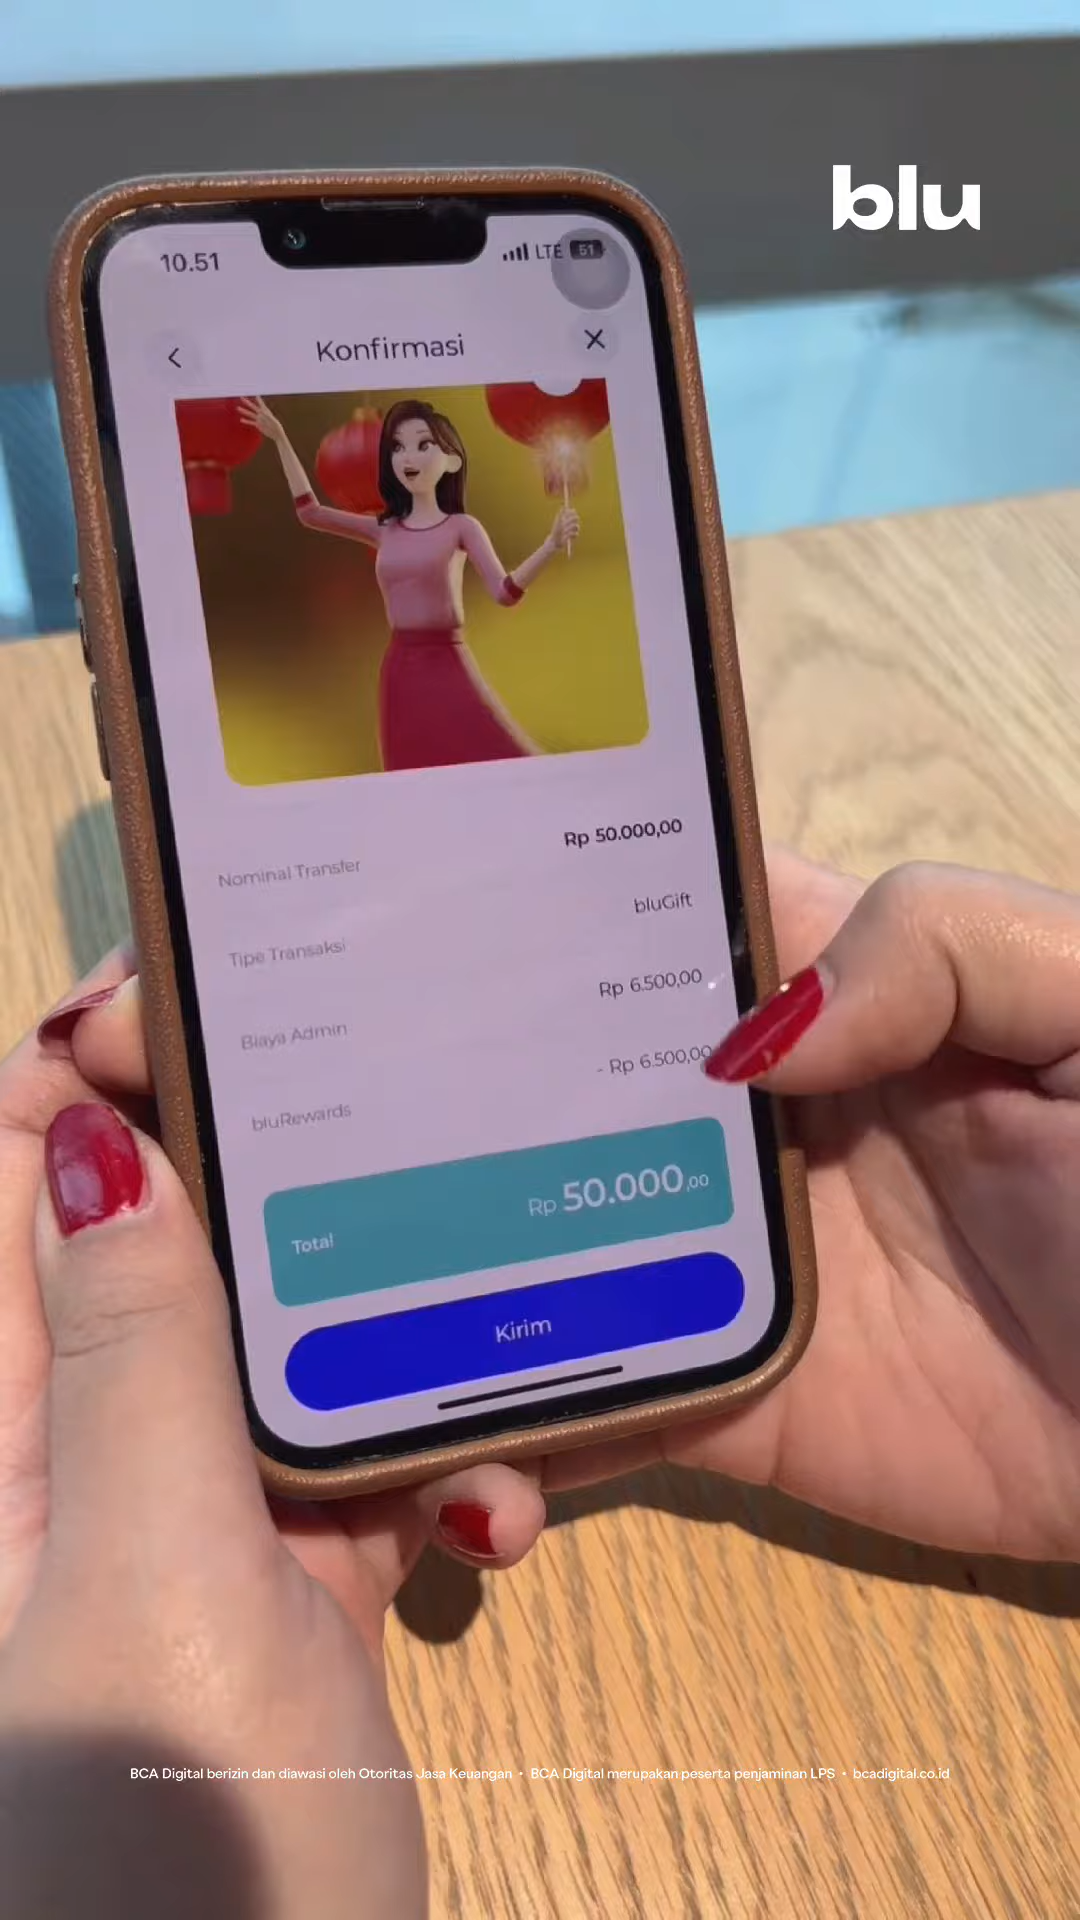 blu
10.51
LTE 51
Konfirmasi
Nominal Transfer Rp 50.000,00
Tipe Transaksi bluGift
Biaya Admin Rp 6.500,00
bluRewards - Rp 6.500,00
Total Rp 50.000,00
Kirim
BCA Digital berizin dan diawasi oleh Otoritas Jasa Keuangan • BCA Digital merupakan peserta penjaminan LPS • bcadigital.co.id